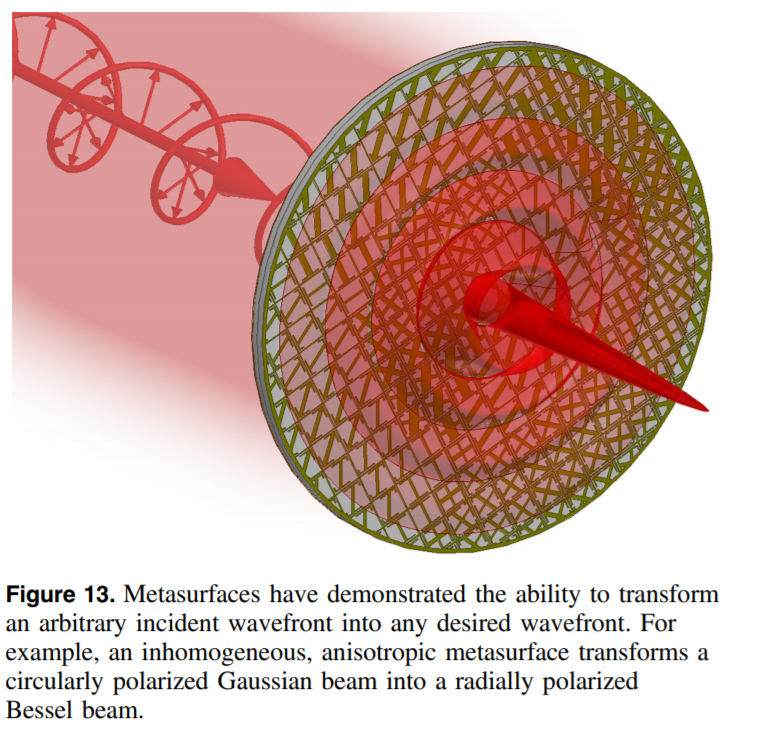 Figure 13. Metasurfaces have demonstrated the ability to transform
an arbitrary incident wavefront into any desired wavefront. For
example, an inhomogeneous, anisotropic metasurface transforms a
circularly polarized Gaussian beam into a radially polarized
Bessel beam.